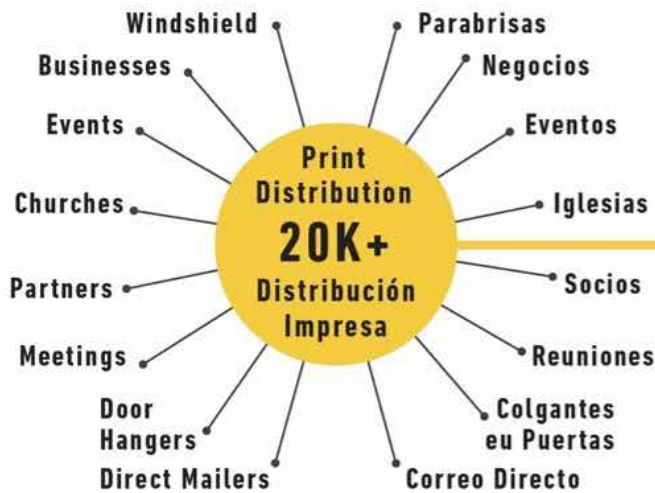 Windshield
Businesses
Events
Churches
Partners
Meetings
Door
Hangers
Direct Mailers
Print
Distribution
20K+
Distribución
Impresa
Parabrisas
Negocios
Eventos
Iglesias
Socios
Reuniones
Colgantes
eu Puertas
Correo Directo